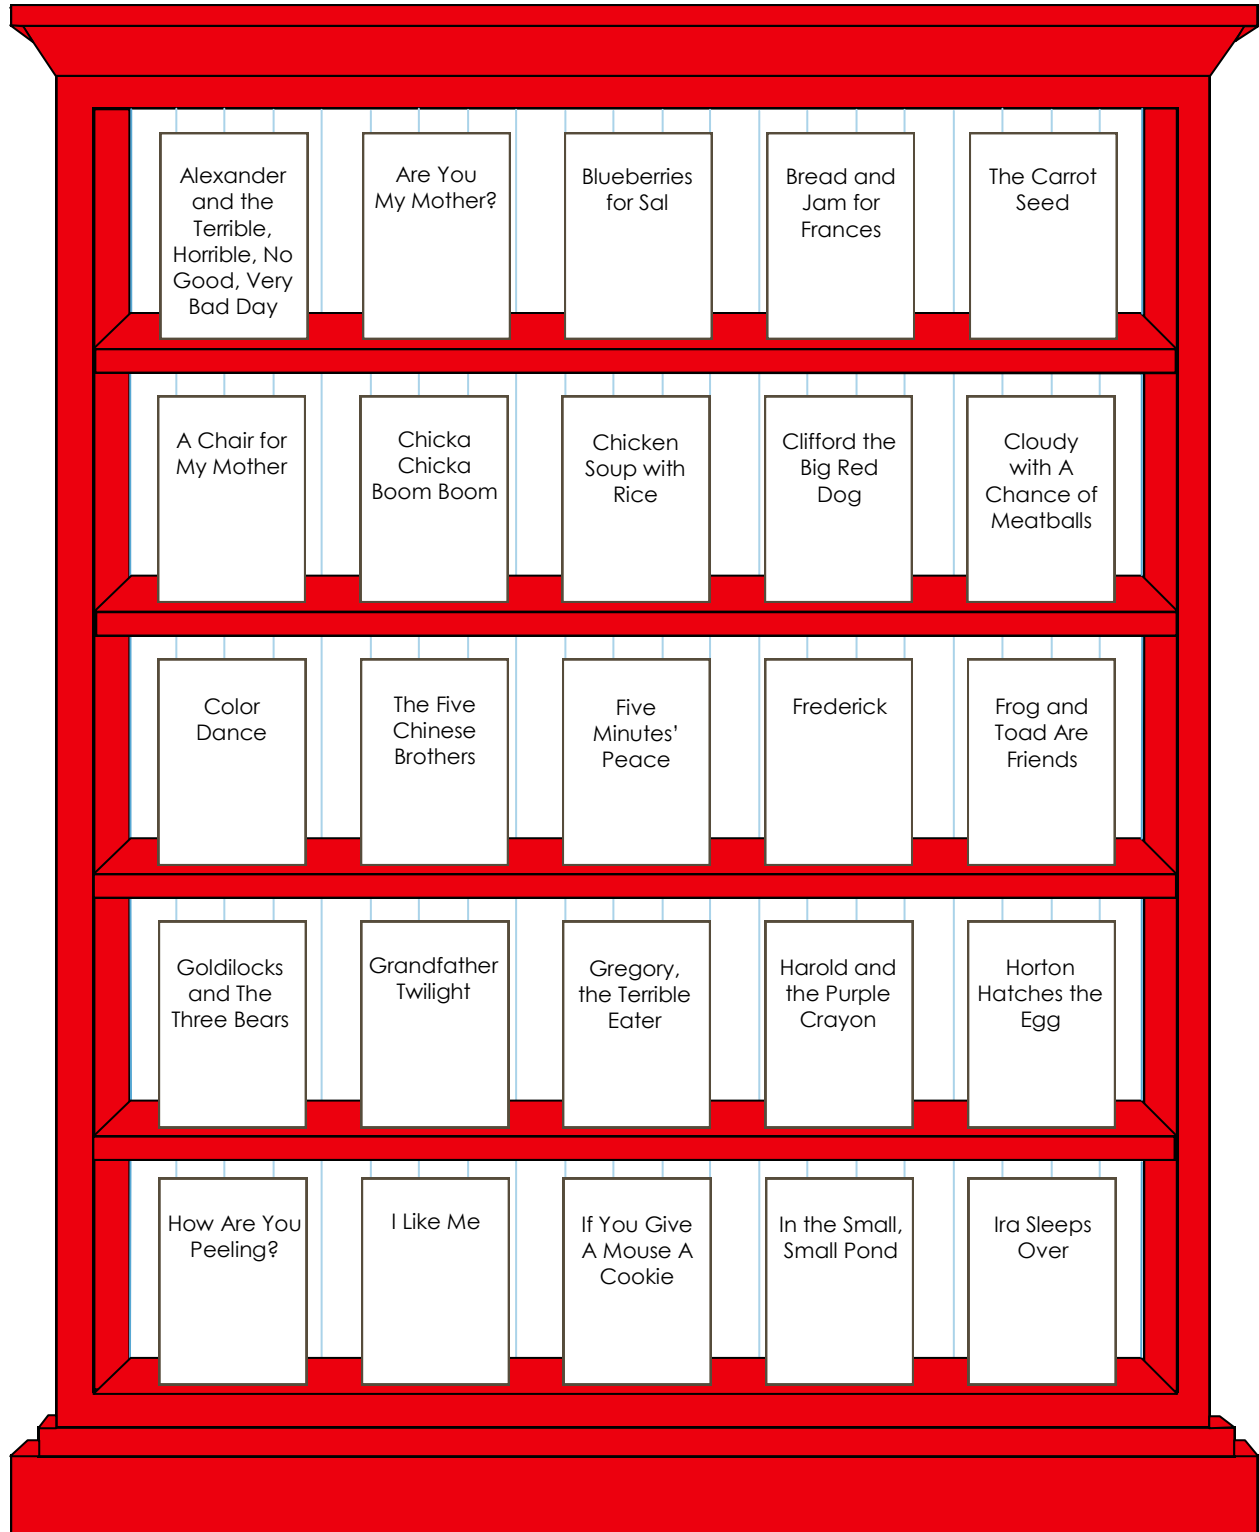 Alexander
and the
Terrible,
Horrible, No
Good, Very
Bad Day
Are You
My Mother?
Blueberries
for Sal
Bread and
Jam for
Frances
The Carrot
Seed
A Chair for
My Mother
Chicka
Chicka
Boom Boom
Chicken
Soup with
Rice
Clifford the
Big Red
Dog
Cloudy
with A
Chance of
Meatballs
Color
Dance
The Five
Chinese
Brothers
Five
Minutes’
Peace
Frederick
Frog and
Toad Are
Friends
Goldilocks
and The
Three Bears
Grandfather
Twilight
Gregory,
the Terrible
Eater
Harold and
the Purple
Crayon
Horton
Hatches the
Egg
How Are You
Peeling?
I Like Me
If You Give
A Mouse A
Cookie
In the Small,
Small Pond
Ira Sleeps
Over